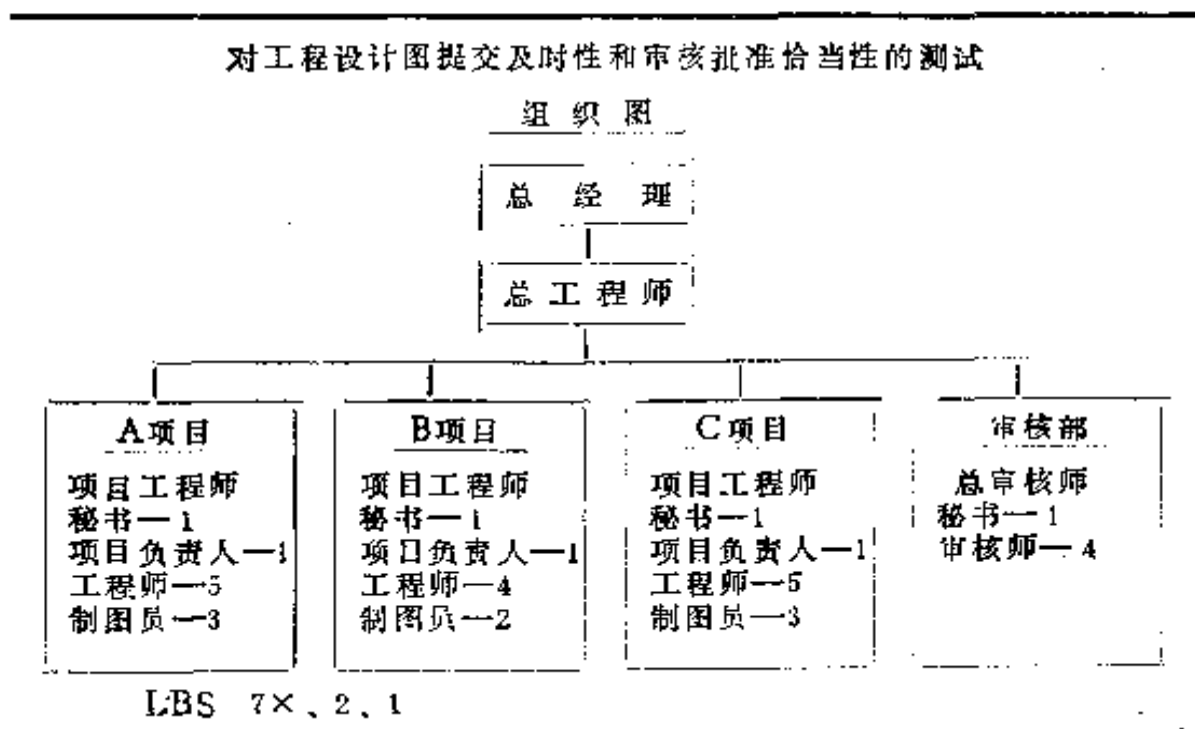 对工程设计图提交及时性和审核批准恰当性的测试
组织图
总经理
总工程师
A项目
项目工程师
秘书—1
项目负责人—1
工程师—5
制图员—3
B项目
项目工程师
秘书—1
项目负责人—1
工程师—4
制图员—2
C项目
项目工程师
秘书—1
项目负责人—1
工程师—5
制图员—3
审核部
总审核师
秘书—1
审核师—4
LBS 7×、2、1